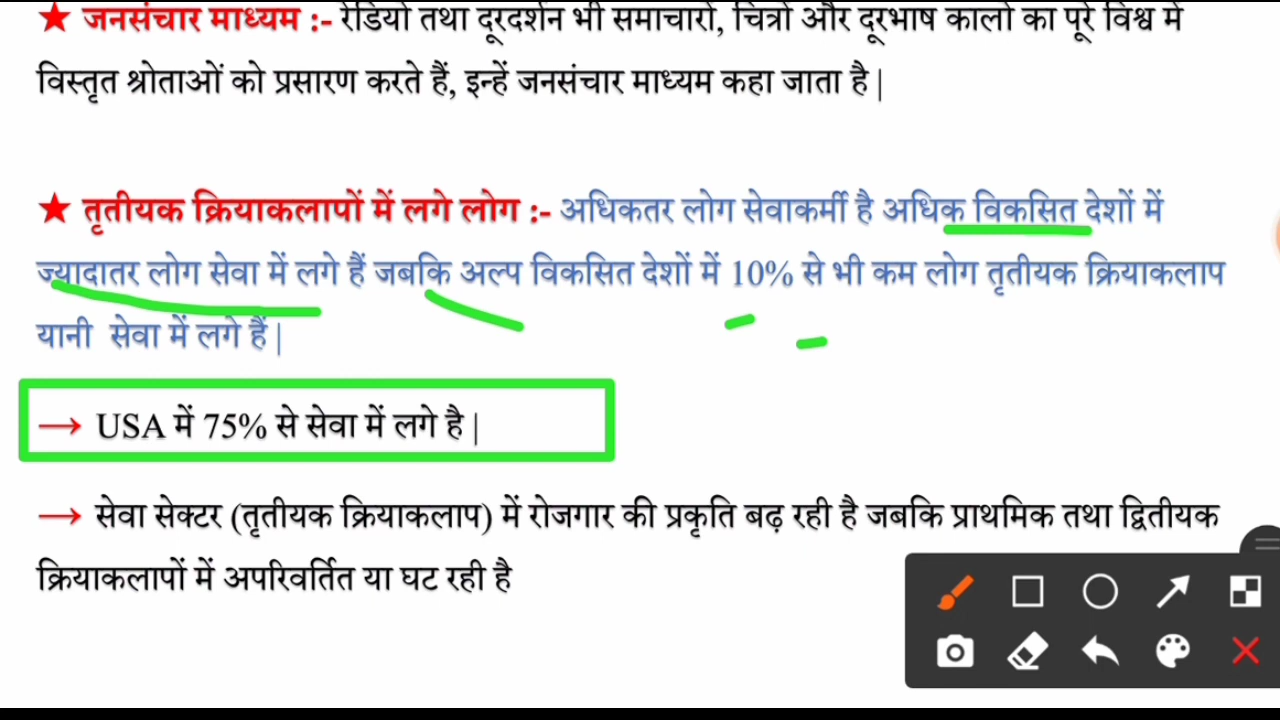 ★ जनसंचार माध्यम :- रेडियो तथा दूरदर्शन भी समाचारों, चित्रों और दूरभाष कालों का पूरे विश्व में
विस्तृत श्रोताओं को प्रसारण करते हैं, इन्हें जनसंचार माध्यम कहा जाता है |
★ तृतीयक क्रियाकलापों में लगे लोग :- अधिकतर लोग सेवाकर्मी है अधिक विकसित देशों में
ज्यादातर लोग सेवा में लगे हैं जबकि अल्प विकसित देशों में 10% से भी कम लोग तृतीयक क्रियाकलाप
यानी सेवा में लगे हैं |
→ USA में 75% से सेवा में लगे है |
→ सेवा सेक्टर (तृतीयक क्रियाकलाप) में रोजगार की प्रकृति बढ़ रही है जबकि प्राथमिक तथा द्वितीयक
क्रियाकलापों में अपरिवर्तित या घट रही है